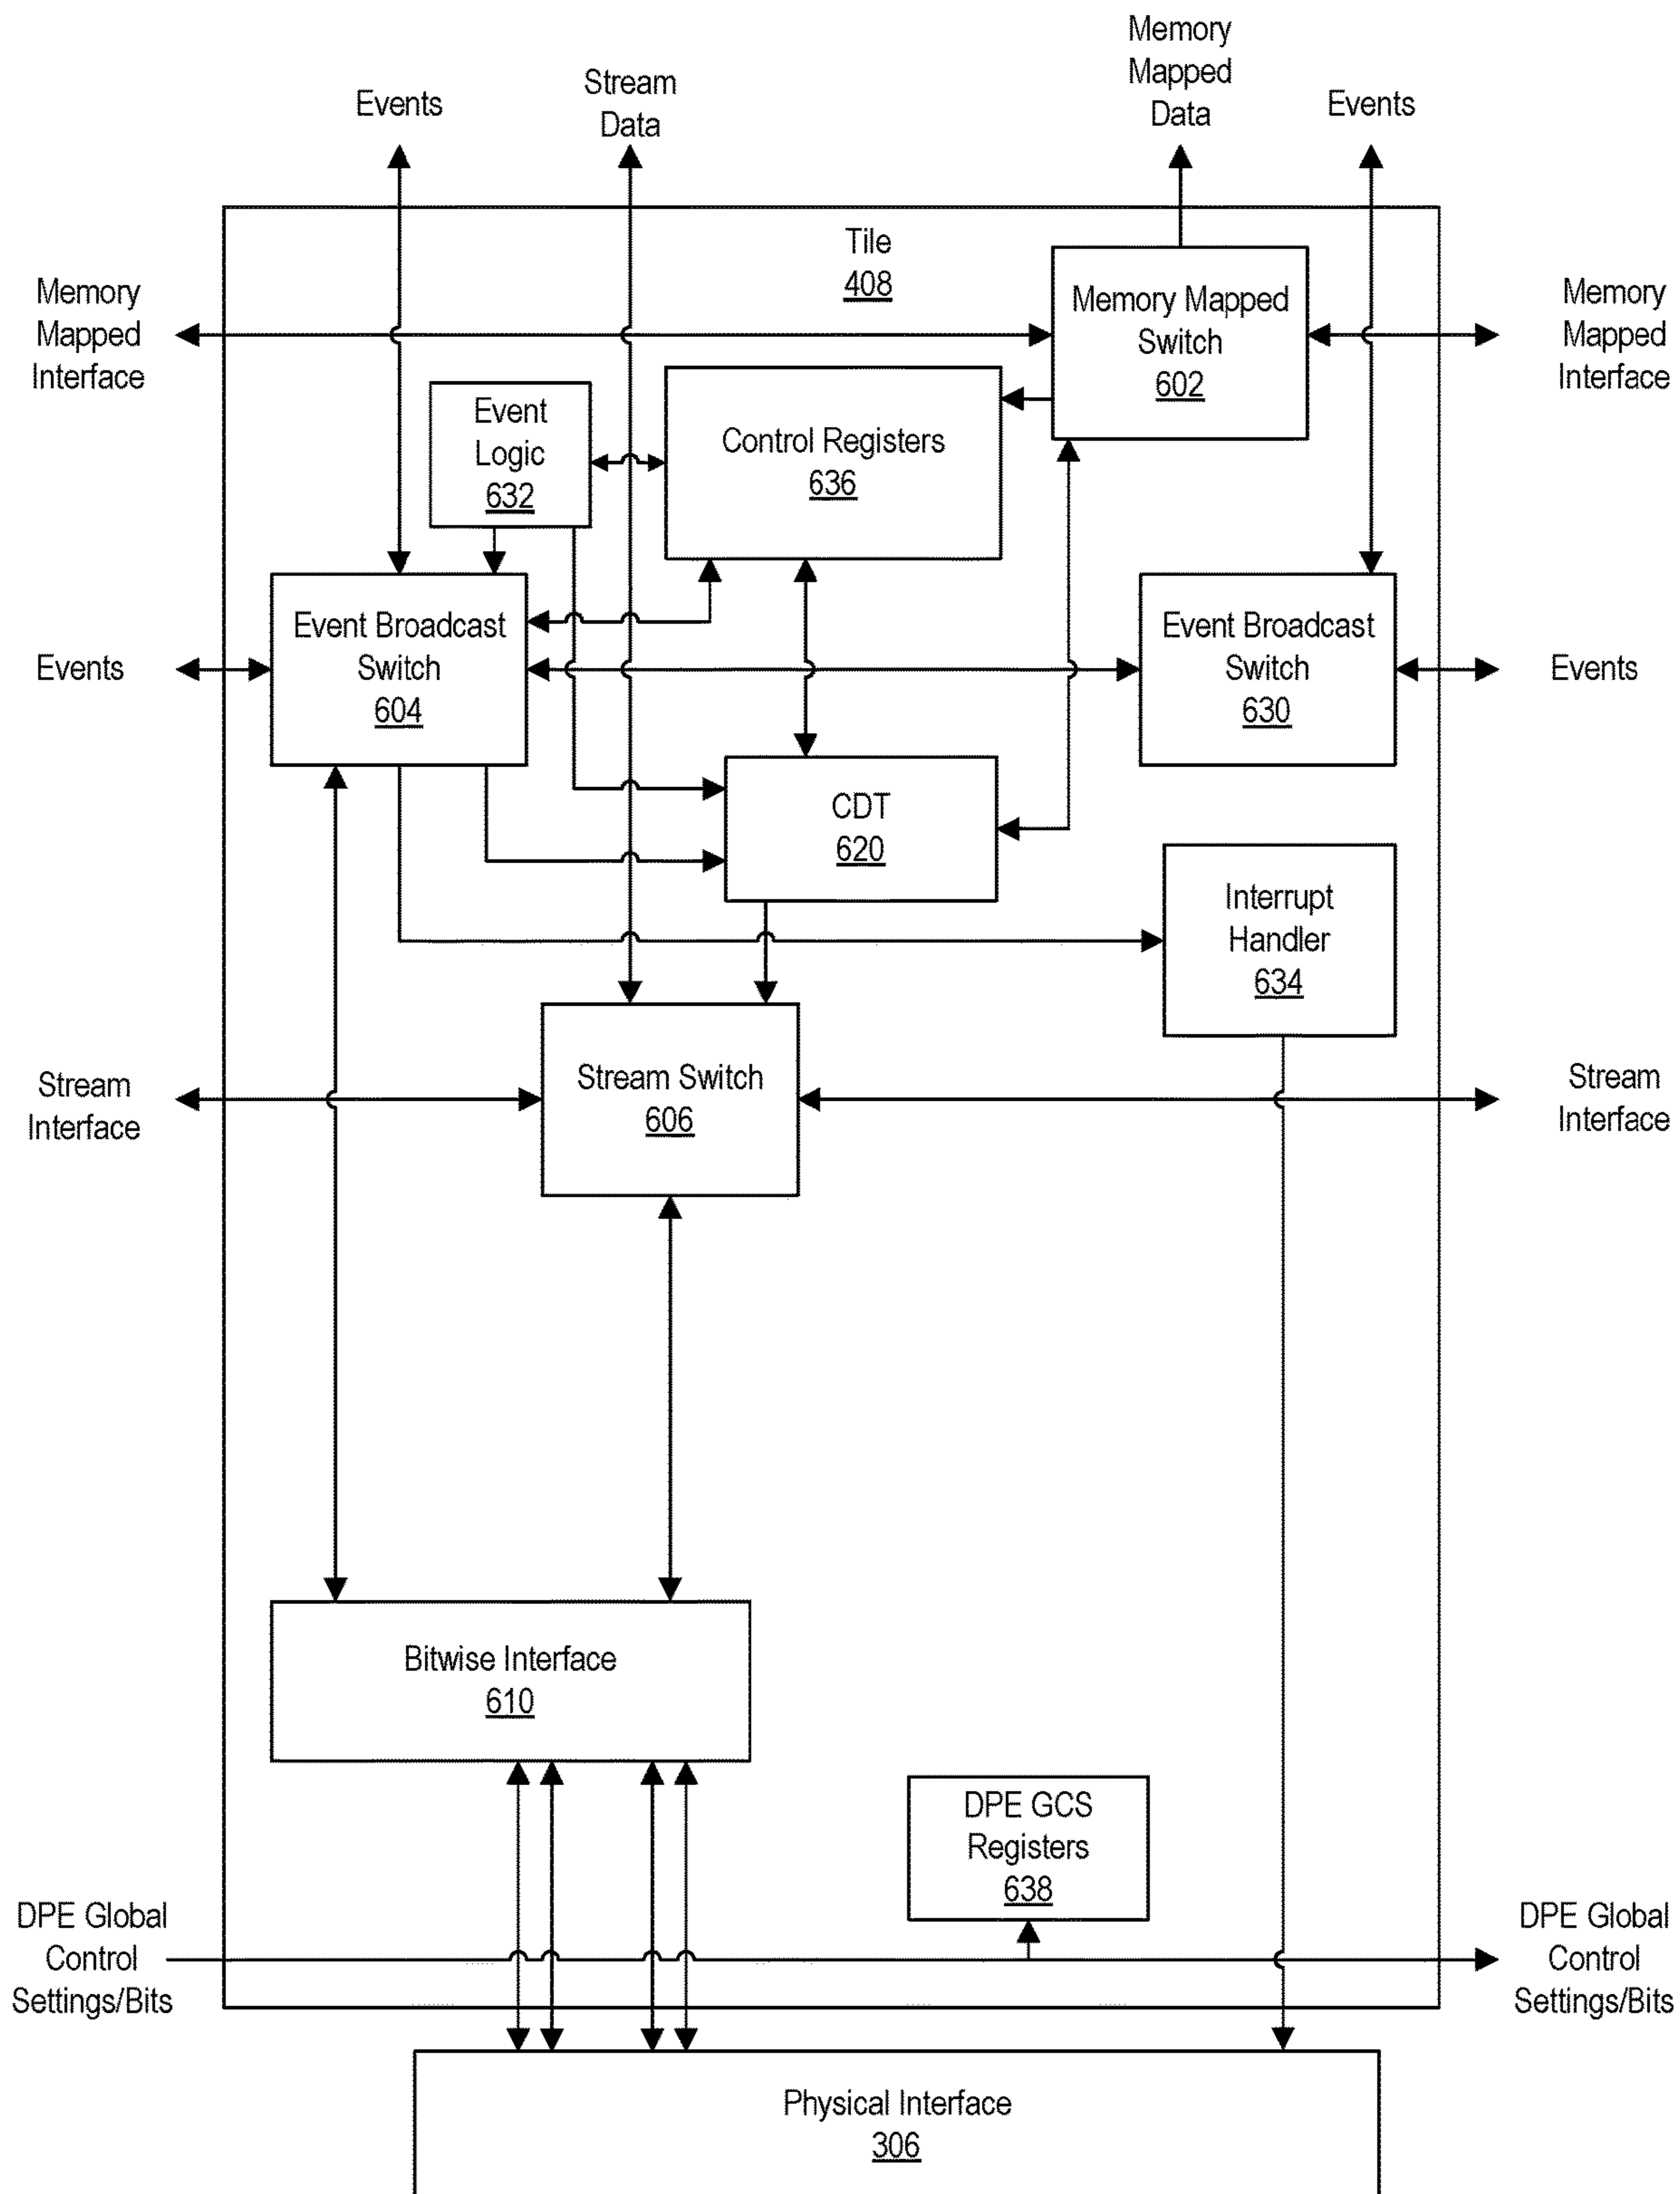 Memory
Mapped
Data
Stream
Data
Events
Events
Tile
408
Memory
Mapped
Interface
Memory Mapped
Switch
602
Memory
Mapped
Interface
Event
Logic
632
Control Registers
636
Event Broadcast
Switch
604
Event Broadcast
Switch
630
Events
Events
CDT
620
Interrupt
Handler
634
Stream
Interface
Stream Switch
606
Stream
Interface
Bitwise Interface
610
DPE GCS
Registers
638
DPE Global
Control
Settings/Bits
DPE Global
Control
Settings/Bits
Physical Interface
306